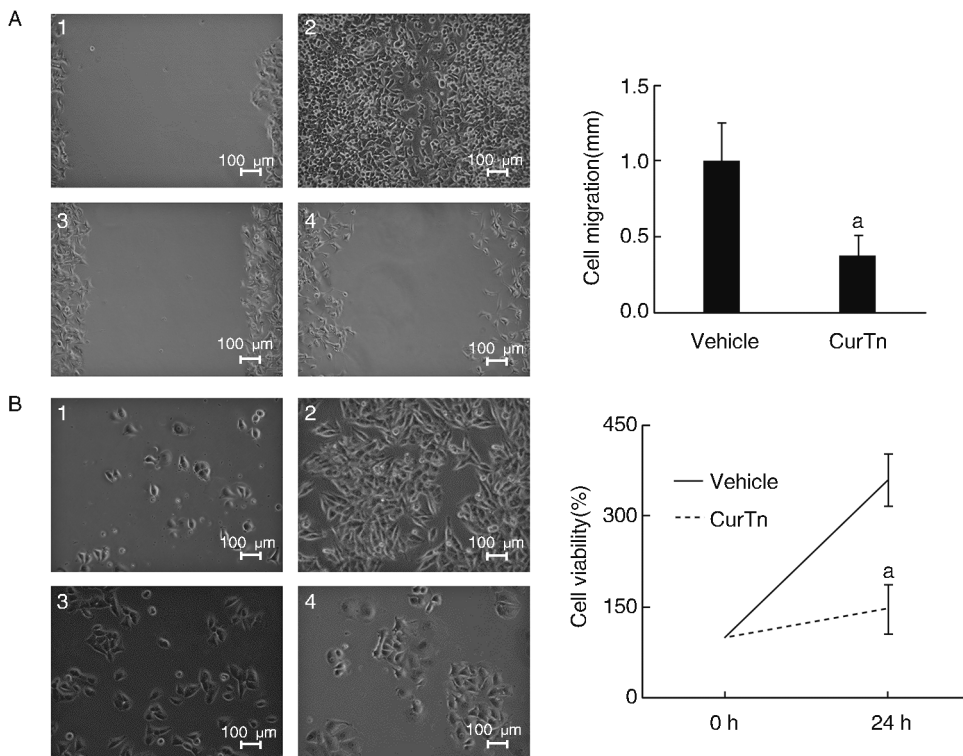 A
1
100 µm
2
100 µm
3
100 µm
4
100 µm
1.5
1.0
0.5
0.0
Cell migration(mm)
a
Vehicle
CurTn
B
1
100 µm
2
100 µm
3
100 µm
4
100 µm
450
300
150
0
Cell viability(%)
Vehicle
CurTn
a
0 h
24 h